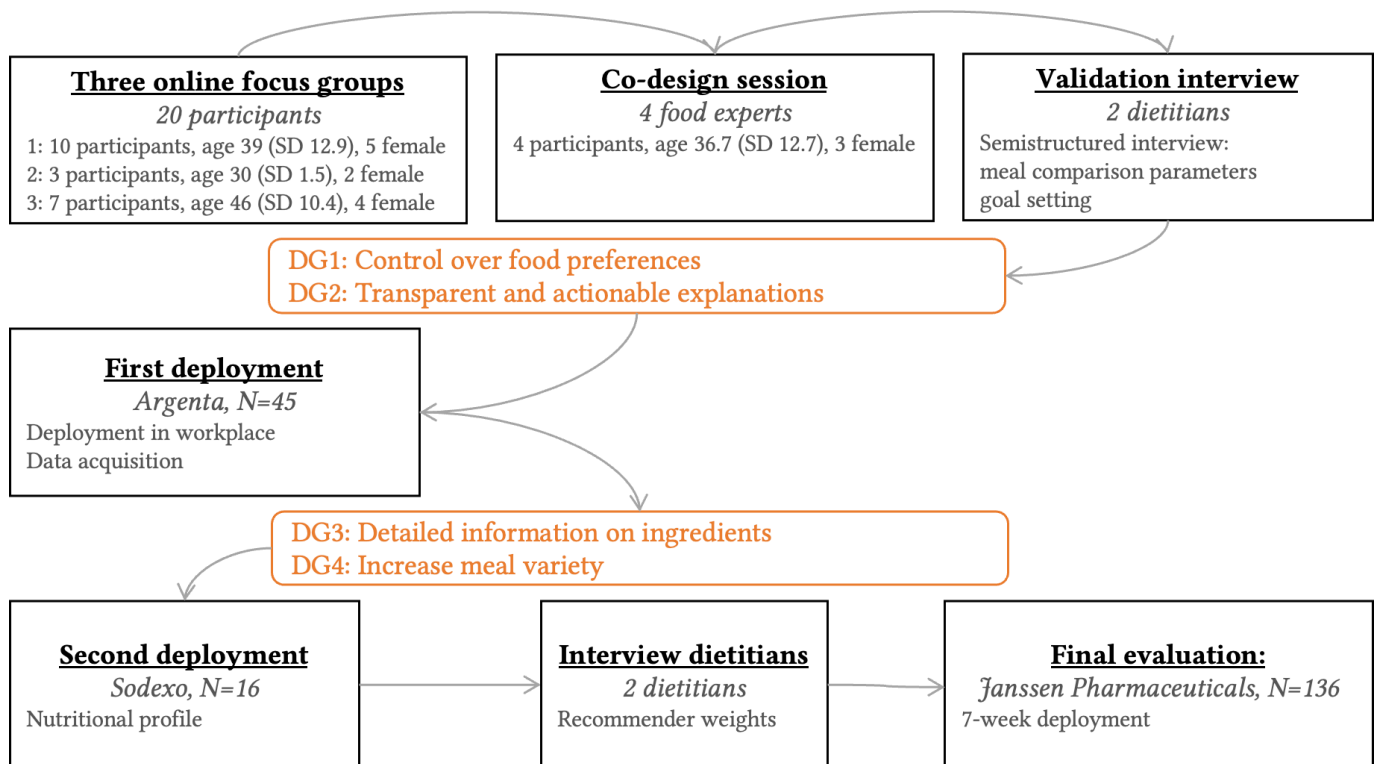 Three online focus groups
20 participants
1: 10 participants, age 39 (SD 12.9), 5 female
2: 3 participants, age 30 (SD 1.5), 2 female
3: 7 participants, age 46 (SD 10.4), 4 female
Co-design session
4 food experts
4 participants, age 36.7 (SD 12.7), 3 female
Validation interview
2 dietitians
Semistructured interview:
meal comparison parameters
goal setting
DG1: Control over food preferences
DG2: Transparent and actionable explanations
First deployment
Argenta, N=45
Deployment in workplace
Data acquisition
DG3: Detailed information on ingredients
DG4: Increase meal variety
Second deployment
Sodexo, N=16
Nutritional profile
Interview dietitians
2 dietitians
Recommender weights
Final evaluation:
Janssen Pharmaceuticals, N=136
7-week deployment